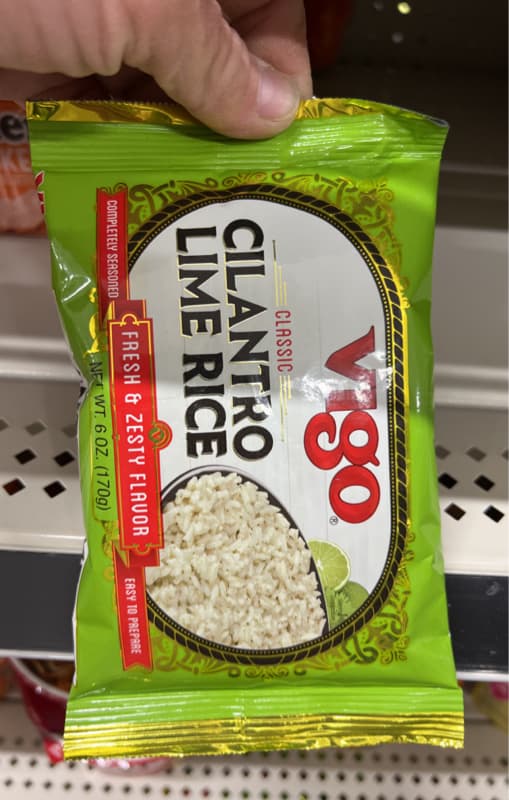 Vigo®
CLASSIC
CILANTRO
LIME RICE
COMPLETELY SEASONED
FRESH & ZESTY FLAVOR
EASY TO PREPARE
NET WT. 6 OZ. (170g)